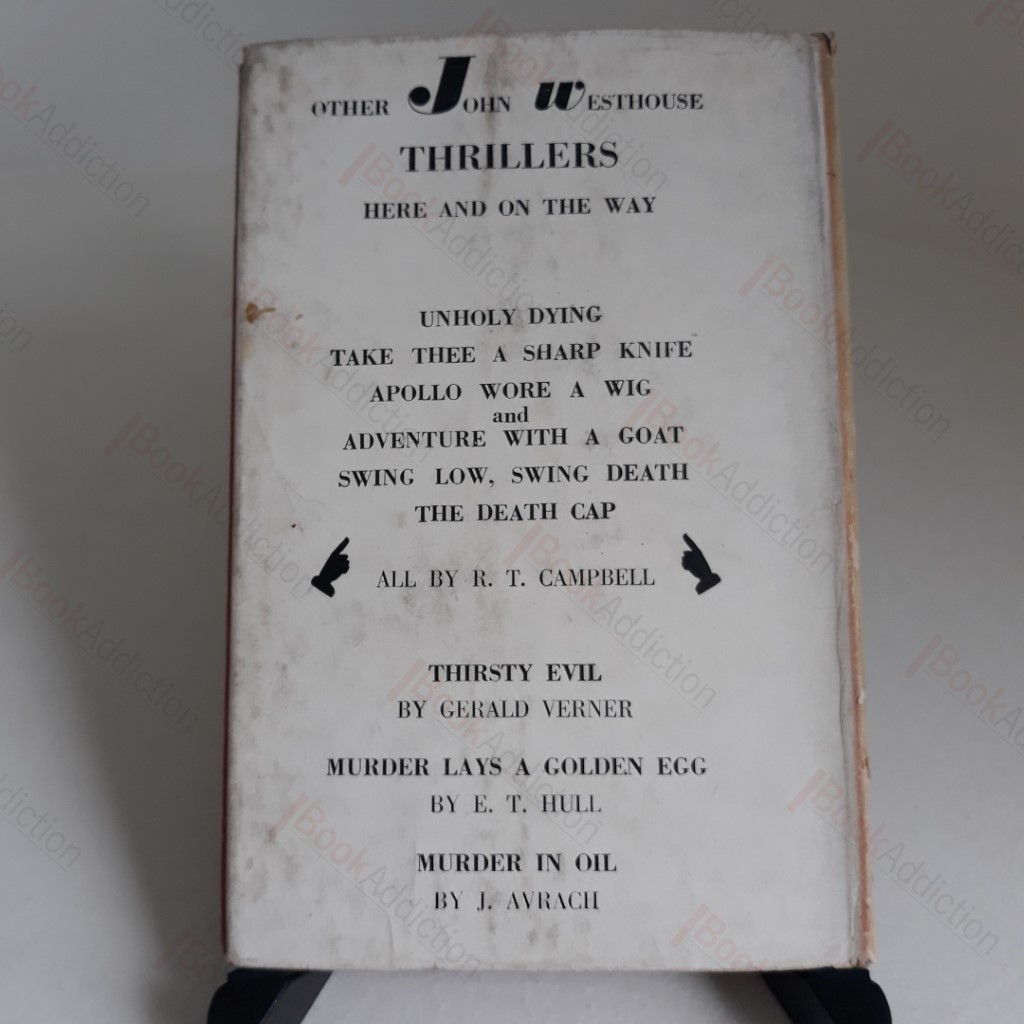 OTHER JOHN WESTHOUSE
THRILLERS
HERE AND ON THE WAY
UNHOLY DYING
TAKE THEE A SHARP KNIFE
APOLLO WORE A WIG
and
ADVENTURE WITH A GOAT
SWING LOW, SWING DEATH
THE DEATH CAP
ALL BY R. T. CAMPBELL
THIRSTY EVIL
BY GERALD VERNER
MURDER LAYS A GOLDEN EGG
BY E. T. HULL
MURDER IN OIL
BY J. AVRACH
BookAddiction